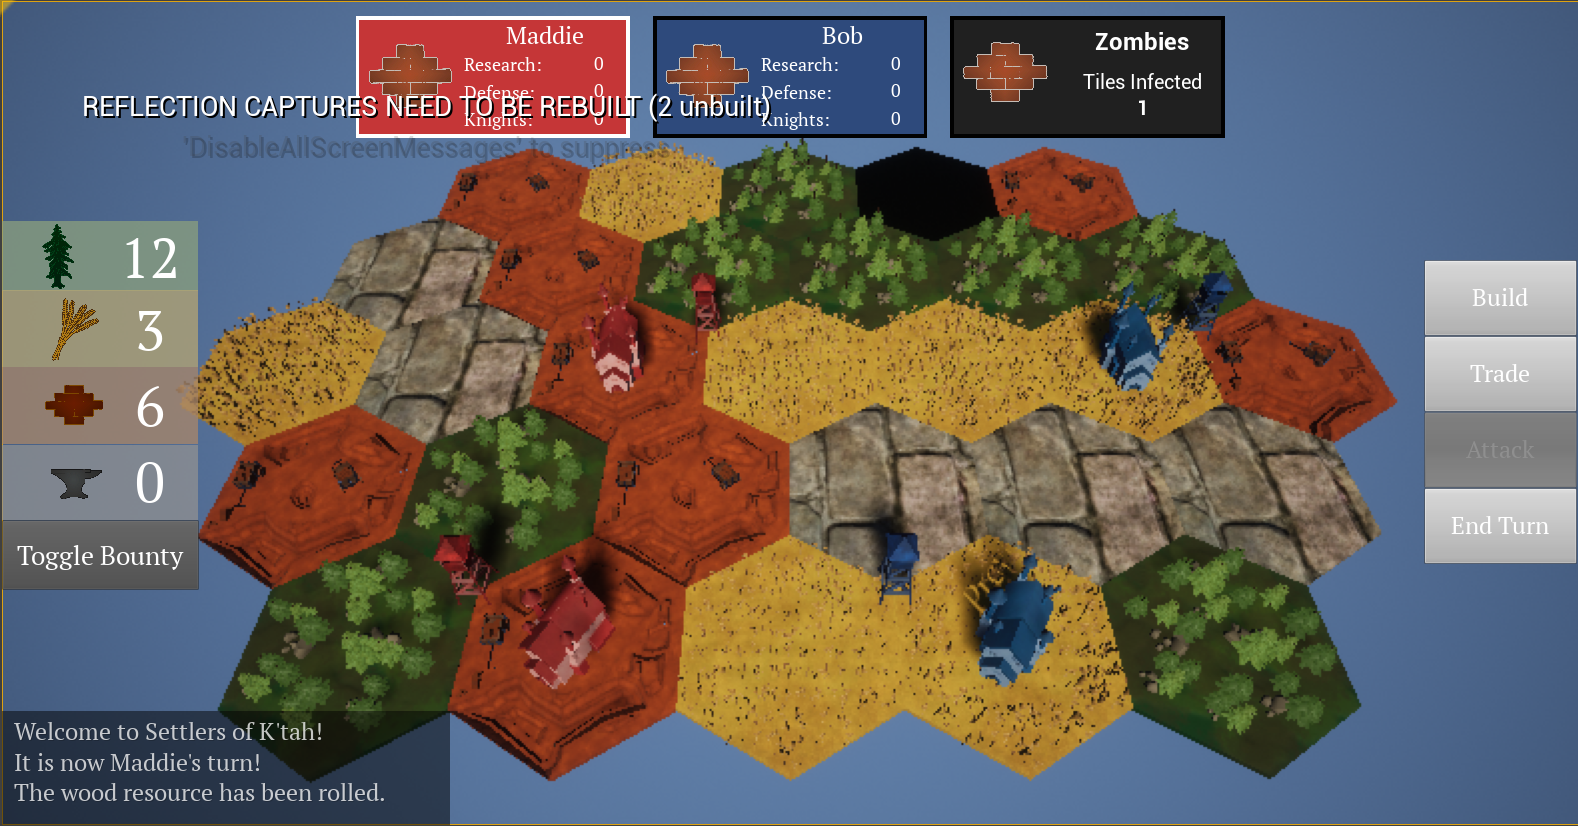 Maddie
Research: 0
Defense: 0
Knights: 0
Bob
Research: 0
Defense: 0
Knights: 0
Zombies
Tiles Infected
1
REFLECTION CAPTURES NEED TO BE REBUILT (2 unbuilt)
'DisableAllScreenMessages' to suppress
12
3
6
0
Toggle Bounty
Build
Trade
Attack
End Turn
Welcome to Settlers of K'tah!
It is now Maddie's turn!
The wood resource has been rolled.